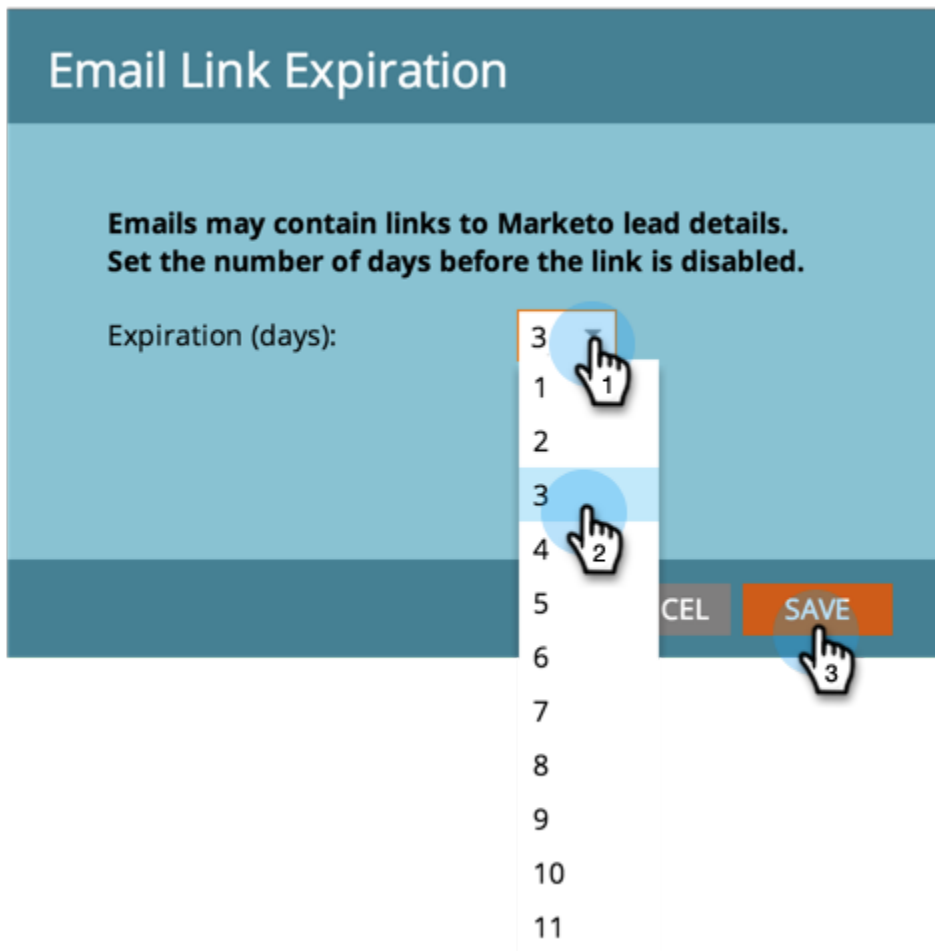 Email Link Expiration
Emails may contain links to Marketo lead details.
Set the number of days before the link is disabled.
Expiration (days):
3
1
1
2
3
4
2
5
CEL
SAVE
6
3
7
8
9
10
11